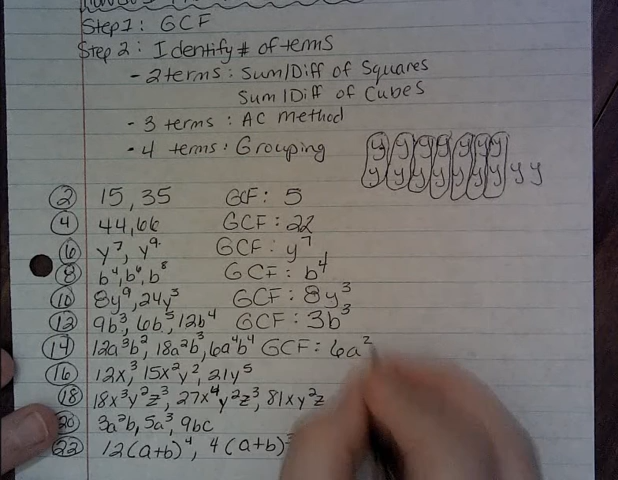 Step 1: GCF
Step 2: Identify # of terms
- 2 terms: Sum/Diff of Squares
Sum/Diff of Cubes
- 3 terms: AC method
- 4 terms: Grouping
y y y y y y y
y y y y y y y y y
2 15, 35 GCF: 5
4 44, 66 GCF: 22
6 y⁷, y⁹ GCF: y⁷
8 b⁴, b⁶, b⁸ GCF: b⁴
10 8y⁹, 24y³ GCF: 8y³
12 9b³, 6b⁵, 12b⁴ GCF: 3b³
14 12a³b², 18a²b³, 6a⁴b⁴ GCF: 6a²
16 12x³, 15x²y², 21y⁵
18 18x³y²z³, 27x⁴y²z³, 81xy²z
20 3a²b, 5a³, 9bc
22 12(a+b)⁴, 4(a+b)³